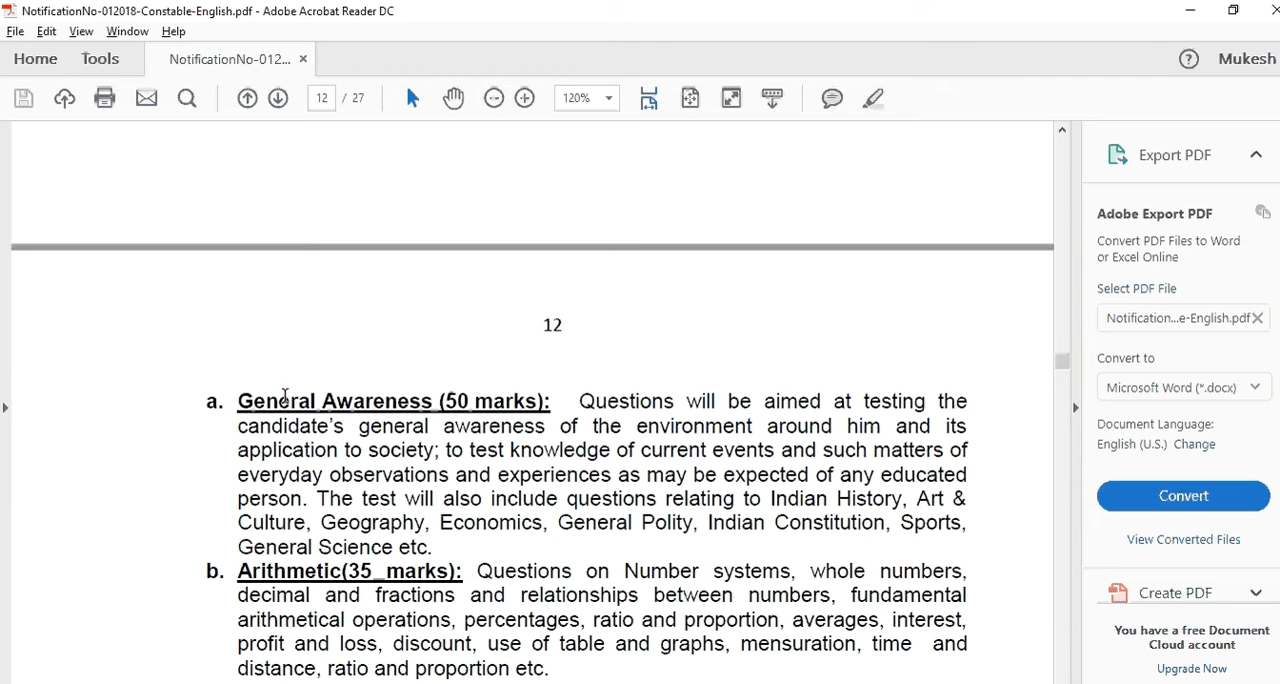 NotificationNo-012018-Constable-English.pdf - Adobe Acrobat Reader DC
File Edit View Window Help
Home Tools NotificationNo-012... × Mukesh
12 / 27 120%
12
a. General Awareness (50 marks): Questions will be aimed at testing the
candidate's general awareness of the environment around him and its
application to society; to test knowledge of current events and such matters of
everyday observations and experiences as may be expected of any educated
person. The test will also include questions relating to Indian History, Art &
Culture, Geography, Economics, General Polity, Indian Constitution, Sports,
General Science etc.
b. Arithmetic(35_marks): Questions on Number systems, whole numbers,
decimal and fractions and relationships between numbers, fundamental
arithmetical operations, percentages, ratio and proportion, averages, interest,
profit and loss, discount, use of table and graphs, mensuration, time and
distance, ratio and proportion etc.
Export PDF
Adobe Export PDF
Convert PDF Files to Word
or Excel Online
Select PDF File
Notification...e-English.pdf
Convert to
Microsoft Word (*.docx)
Document Language:
English (U.S.) Change
Convert
View Converted Files
Create PDF
You have a free Document
Cloud account
Upgrade Now